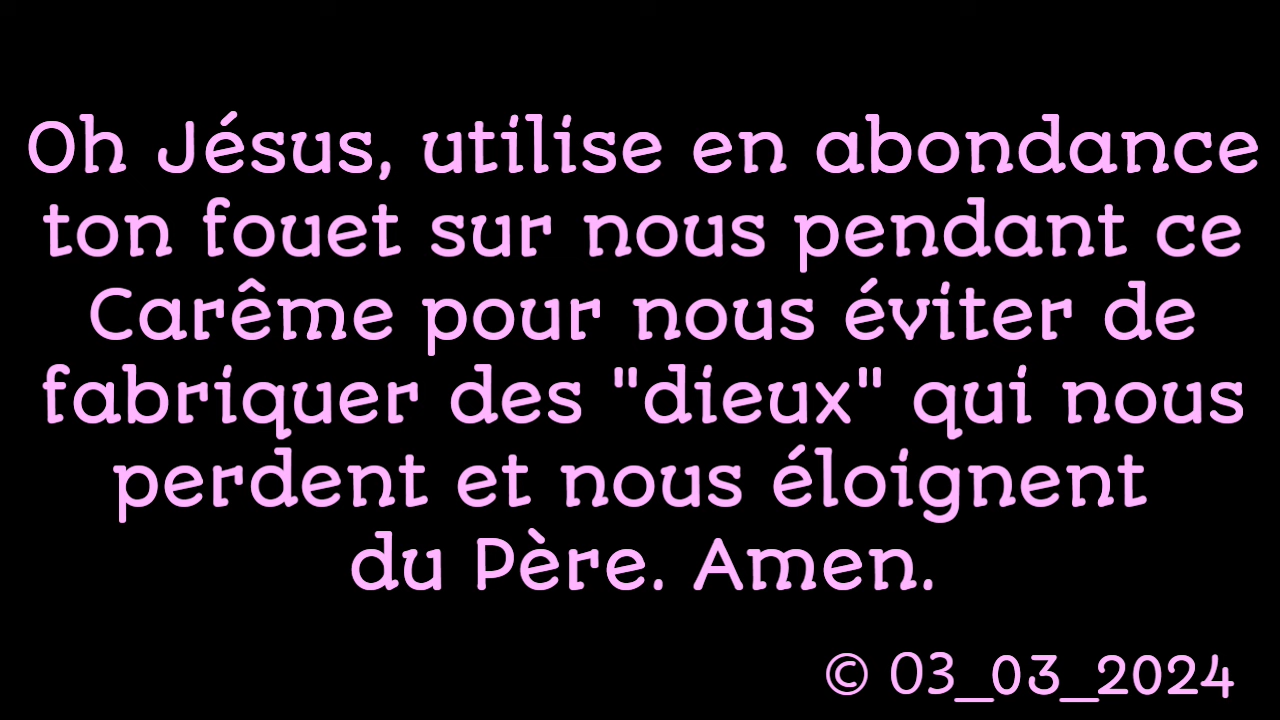 Oh Jésus, utilise en abondance
ton fouet sur nous pendant ce
Carême pour nous éviter de
fabriquer des "dieux" qui nous
perdent et nous éloignent
du Père. Amen.
© 03_03_2024